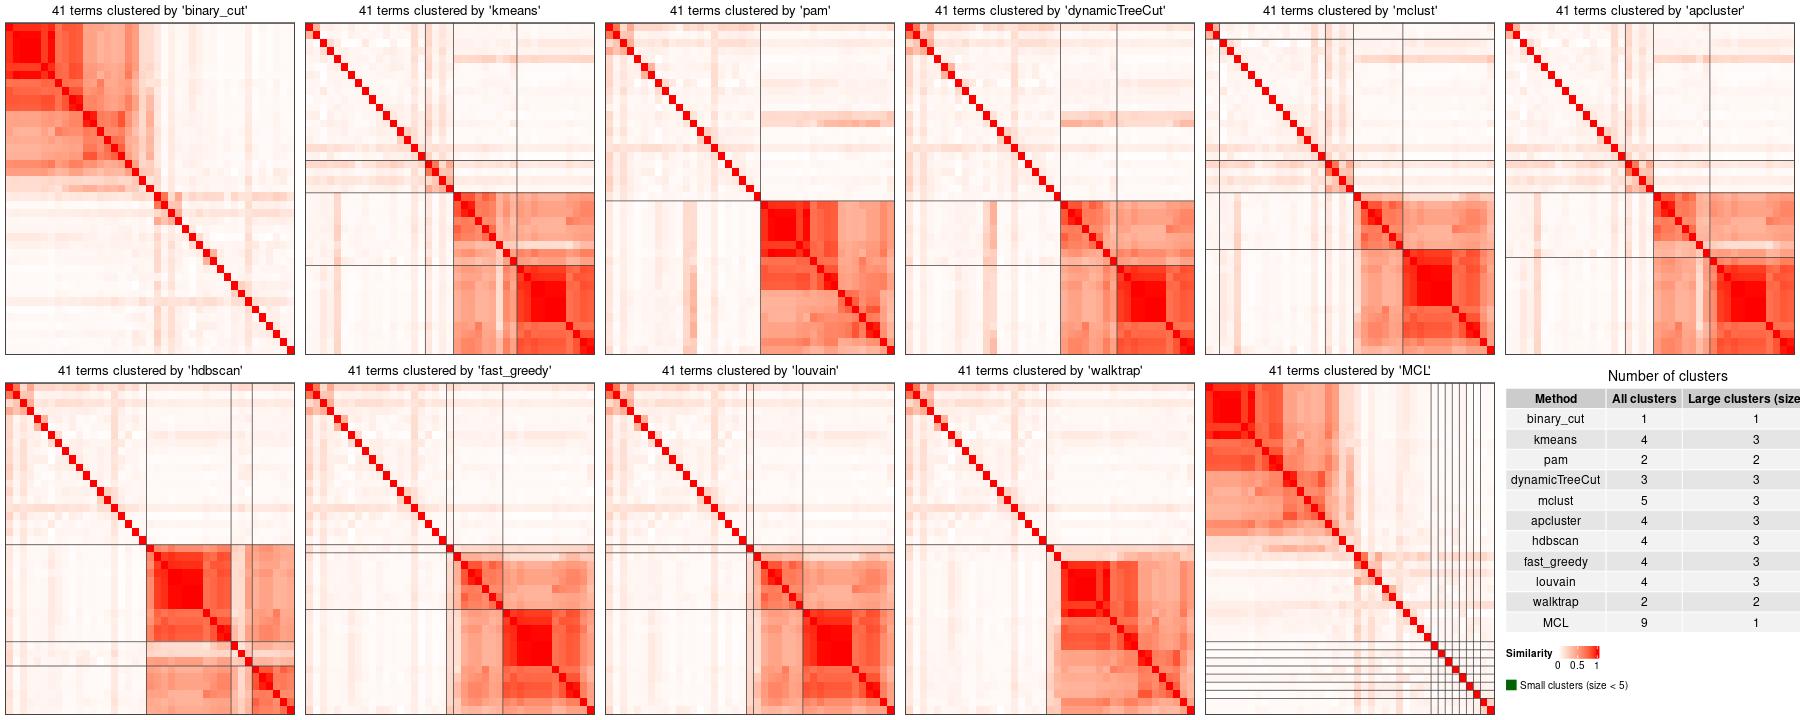 41 terms clustered by 'binary_cut'
41 terms clustered by 'kmeans'
41 terms clustered by 'pam'
41 terms clustered by 'dynamicTreeCut'
41 terms clustered by 'mclust'
41 terms clustered by 'apcluster'
41 terms clustered by 'hdbscan'
41 terms clustered by 'fast_greedy'
41 terms clustered by 'louvain'
41 terms clustered by 'walktrap'
41 terms clustered by 'MCL'
Number of clusters
Method All clusters Large clusters (size
binary_cut 1 1
kmeans 4 3
pam 2 2
dynamicTreeCut 3 3
mclust 5 3
apcluster 4 3
hdbscan 4 3
fast_greedy 4 3
louvain 4 3
walktrap 2 2
MCL 9 1
Similarity
0 0.5 1
Small clusters (size < 5)